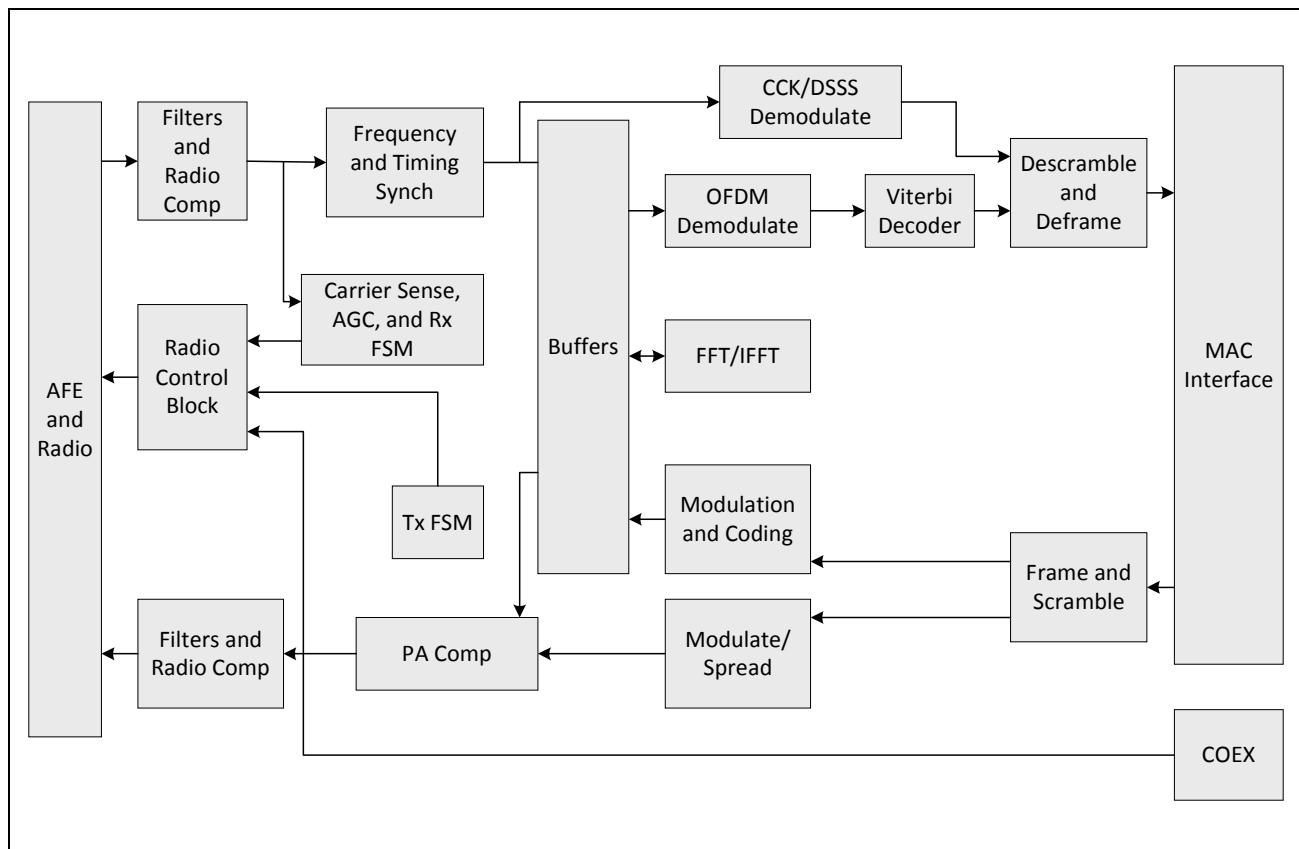 Filters
and
Radio
Comp
Frequency
and Timing
Synch
CCK/DSSS
Demodulate
OFDM
Demodulate
Viterbi
Decoder
Descramble
and
Deframe
Carrier Sense,
AGC, and Rx
FSM
Radio
Control
Block
AFE
and
Radio
Buffers
FFT/IFFT
MAC
Interface
Tx FSM
Modulation
and Coding
Frame and
Scramble
Filters and
Radio Comp
PA Comp
Modulate/
Spread
COEX